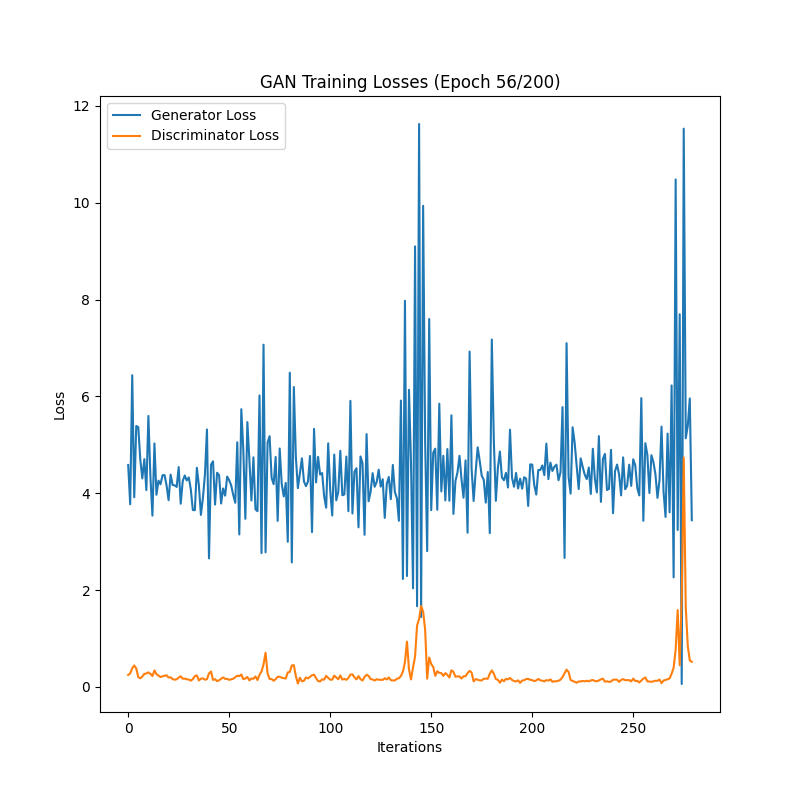 GAN Training Losses (Epoch 56/200)
Generator Loss
Discriminator Loss
12
10
8
6
4
2
0
Loss
0
50
100
150
200
250
Iterations